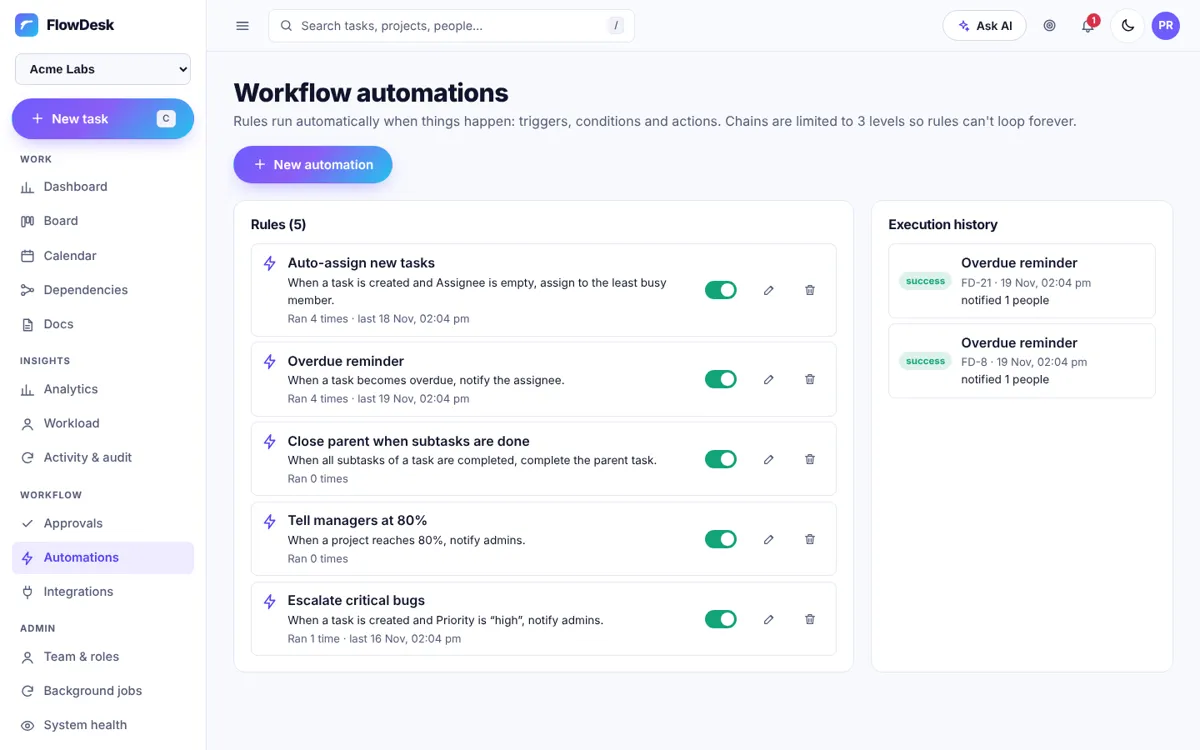 FlowDesk
Acme Labs
New task
C
WORK
Dashboard
Board
Calendar
Dependencies
Docs
INSIGHTS
Analytics
Workload
Activity & audit
WORKFLOW
Approvals
Automations
Integrations
ADMIN
Team & roles
Background jobs
System health
Search tasks, projects, people...
/
Ask AI
1
PR
Workflow automations
Rules run automatically when things happen: triggers, conditions and actions. Chains are limited to 3 levels so rules can't loop forever.
New automation
Rules (5)
Auto-assign new tasks
When a task is created and Assignee is empty, assign to the least busy
member.
Ran 4 times · last 18 Nov, 02:04 pm
Overdue reminder
When a task becomes overdue, notify the assignee.
Ran 4 times · last 19 Nov, 02:04 pm
Close parent when subtasks are done
When all subtasks of a task are completed, complete the parent task.
Ran 0 times
Tell managers at 80%
When a project reaches 80%, notify admins.
Ran 0 times
Escalate critical bugs
When a task is created and Priority is “high”, notify admins.
Ran 1 time · last 16 Nov, 02:04 pm
Execution history
success
Overdue reminder
FD-21 · 19 Nov, 02:04 pm
notified 1 people
success
Overdue reminder
FD-8 · 19 Nov, 02:04 pm
notified 1 people